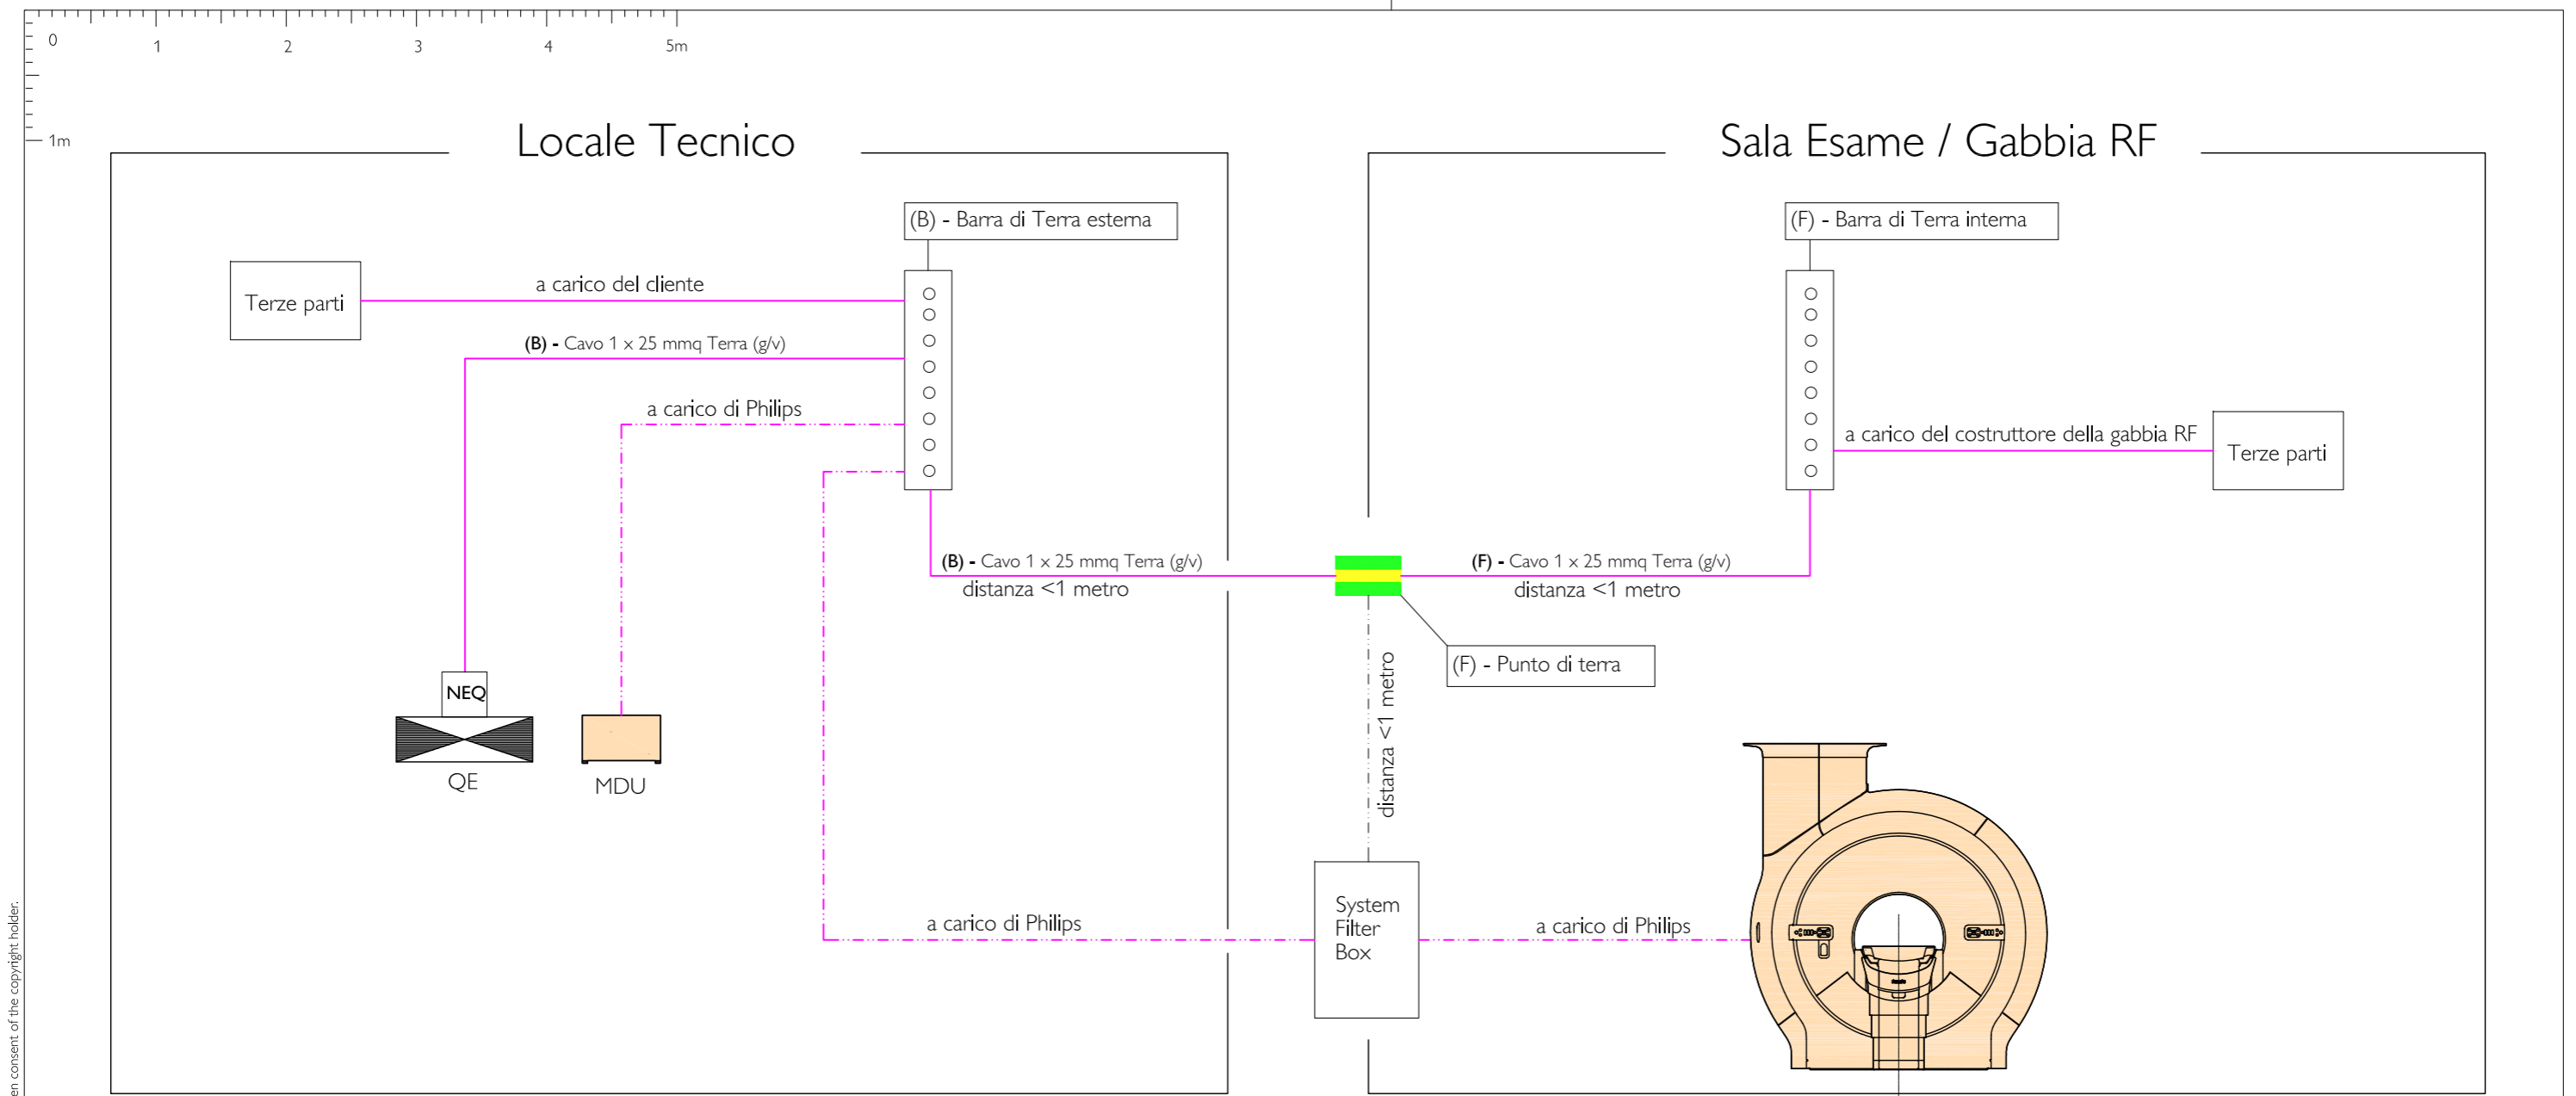 0
1
2
3
4
5m
1m
Locale Tecnico
Sala Esame / Gabbia RF
(B) - Barra di Terra esterna
(F) - Barra di Terra interna
Terze parti
a carico del cliente
(B) - Cavo 1 x 25 mmq Terra (g/v)
a carico di Philips
a carico del costruttore della gabbia RF
Terze parti
(B) - Cavo 1 x 25 mmq Terra (g/v)
distanza <1 metro
(F) - Cavo 1 x 25 mmq Terra (g/v)
distanza <1 metro
(F) - Punto di terra
distanza <1 metro
NEQ
QE
MDU
System
Filter
Box
a carico di Philips
a carico di Philips
en consent of the copyright holder.